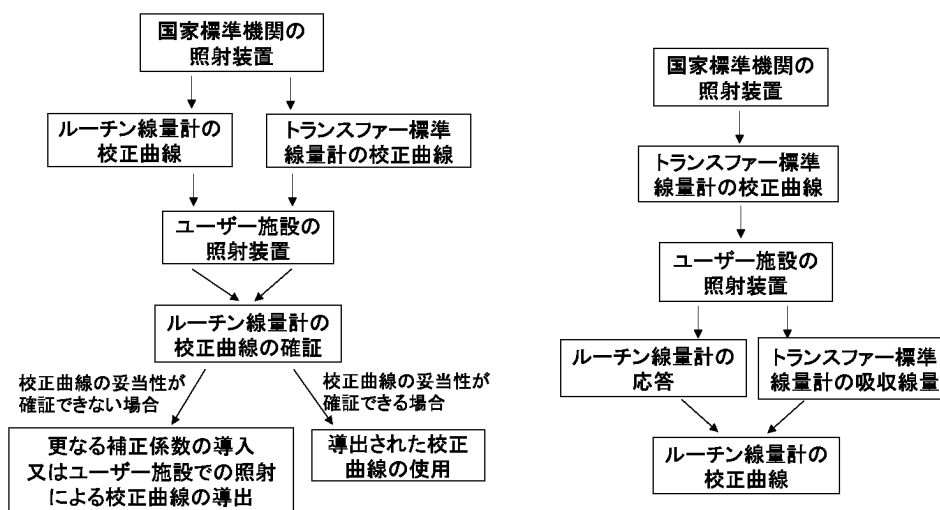 国家標準機関の
照射装置
ルーチン線量計の
校正曲線
トランスファー標準
線量計の校正曲線
ユーザー施設の
照射装置
ルーチン線量計の
校正曲線の確証
校正曲線の妥当性が
確証できない場合
校正曲線の妥当性が
確証できる場合
更なる補正係数の導入
又はユーザー施設での照射
による校正曲線の導出
導出された校正
曲線の使用
国家標準機関の
照射装置
トランスファー標準
線量計の校正曲線
ユーザー施設の
照射装置
ルーチン線量計の
応答
トランスファー標準
線量計の吸収線量
ルーチン線量計の
校正曲線